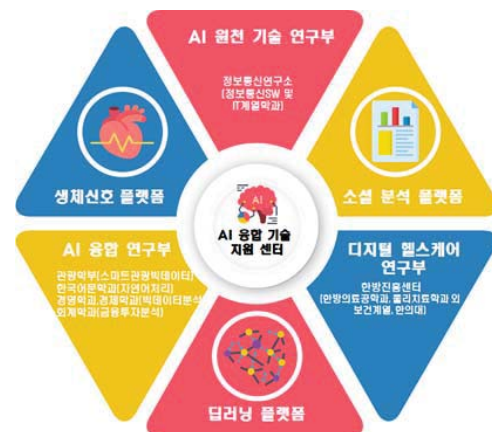 AI 원천 기술 연구부
정보통신연구소
(정보통신SW 및
IT계열학과)
생체신호 플랫폼
소셜 분석 플랫폼
AI
AI 융합 기술
지원 센터
AI 융합 연구부
관광학부(스마트관광빅데이터)
한국어문학과(자연어처리)
경영학과,경제학과(빅데이터분석
외계학과(금융투자분석)
디지털 헬스케어
연구부
한방진흥센터
(한방의료공학과, 물리치료학과 외
보건계열, 한의대)
딥러닝 플랫폼